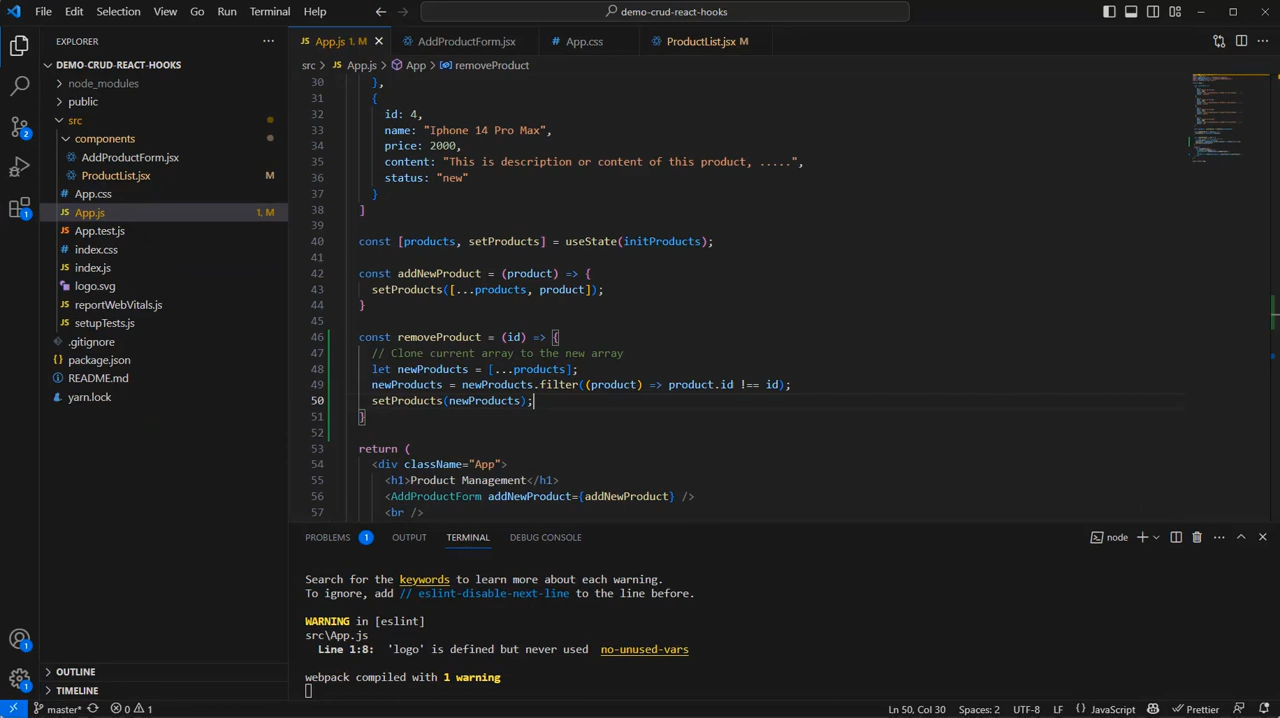 File Edit Selection View Go Run Terminal Help
demo-crud-react-hooks
EXPLORER
DEMO-CRUD-REACT-HOOKS
node_modules
public
src
components
AddProductForm.jsx
ProductList.jsx M
App.css
JS App.js 1, M
JS App.test.js
index.css
JS index.js
logo.svg
JS reportWebVitals.js
JS setupTests.js
.gitignore
package.json
README.md
yarn.lock
OUTLINE
TIMELINE
2
1
1
1
JS App.js 1, M
AddProductForm.jsx
# App.css
ProductList.jsx M
src > JS App.js > App > removeProduct
30 },
31 {
32 id: 4,
33 name: "Iphone 14 Pro Max",
34 price: 2000,
35 content: "This is description or content of this product, .....",
36 status: "new"
37 }
38 ]
39
40 const [products, setProducts] = useState(initProducts);
41
42 const addNewProduct = (product) => {
43 setProducts([...products, product]);
44 }
45
46 const removeProduct = (id) => {
47 // Clone current array to the new array
48 let newProducts = [...products];
49 newProducts = newProducts.filter((product) => product.id !== id);
50 setProducts(newProducts);
51 }
52
53 return (
54 <div className="App">
55 <h1>Product Management</h1>
56 <AddProductForm addNewProduct={addNewProduct} />
57 <br />
PROBLEMS 1 OUTPUT TERMINAL DEBUG CONSOLE
node
Search for the keywords to learn more about each warning.
To ignore, add // eslint-disable-next-line to the line before.
WARNING in [eslint]
src\App.js
Line 1:8: 'logo' is defined but never used no-unused-vars
webpack compiled with 1 warning
master* 0 1
Ln 50, Col 30 Spaces: 2 UTF-8 LF {} JavaScript Prettier